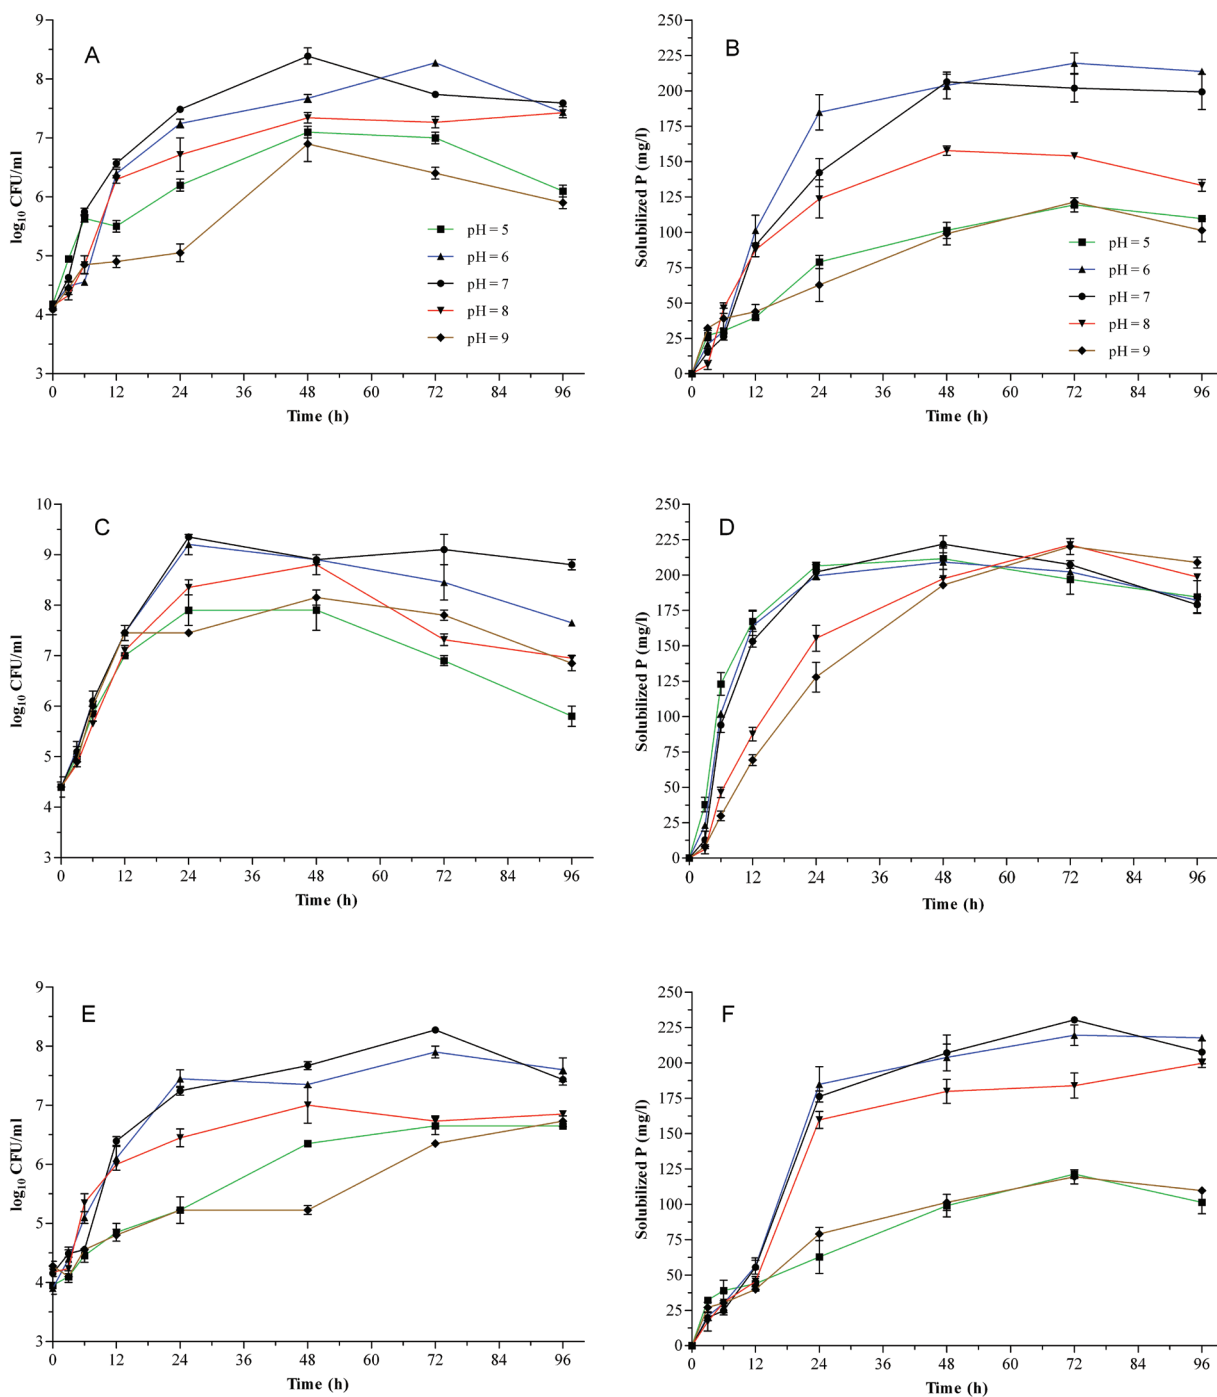 A
log10 CFU/ml
9
8
7
6
5
4
3
pH = 5
pH = 6
pH = 7
pH = 8
pH = 9
0 12 24 36 48 60 72 84 96
Time (h)
B
Solubilized P (mg/l)
250
225
200
175
150
125
100
75
50
25
0
pH = 5
pH = 6
pH = 7
pH = 8
pH = 9
0 12 24 36 48 60 72 84 96
Time (h)
C
log10 CFU/ml
10
9
8
7
6
5
4
3
0 12 24 36 48 60 72 84 96
Time (h)
D
Solubilized P (mg/l)
250
225
200
175
150
125
100
75
50
25
0
0 12 24 36 48 60 72 84 96
Time (h)
E
log10 CFU/ml
9
8
7
6
5
4
3
0 12 24 36 48 60 72 84 96
Time (h)
F
Solubilized P (mg/l)
250
225
200
175
150
125
100
75
50
25
0
0 12 24 36 48 60 72 84 96
Time (h)